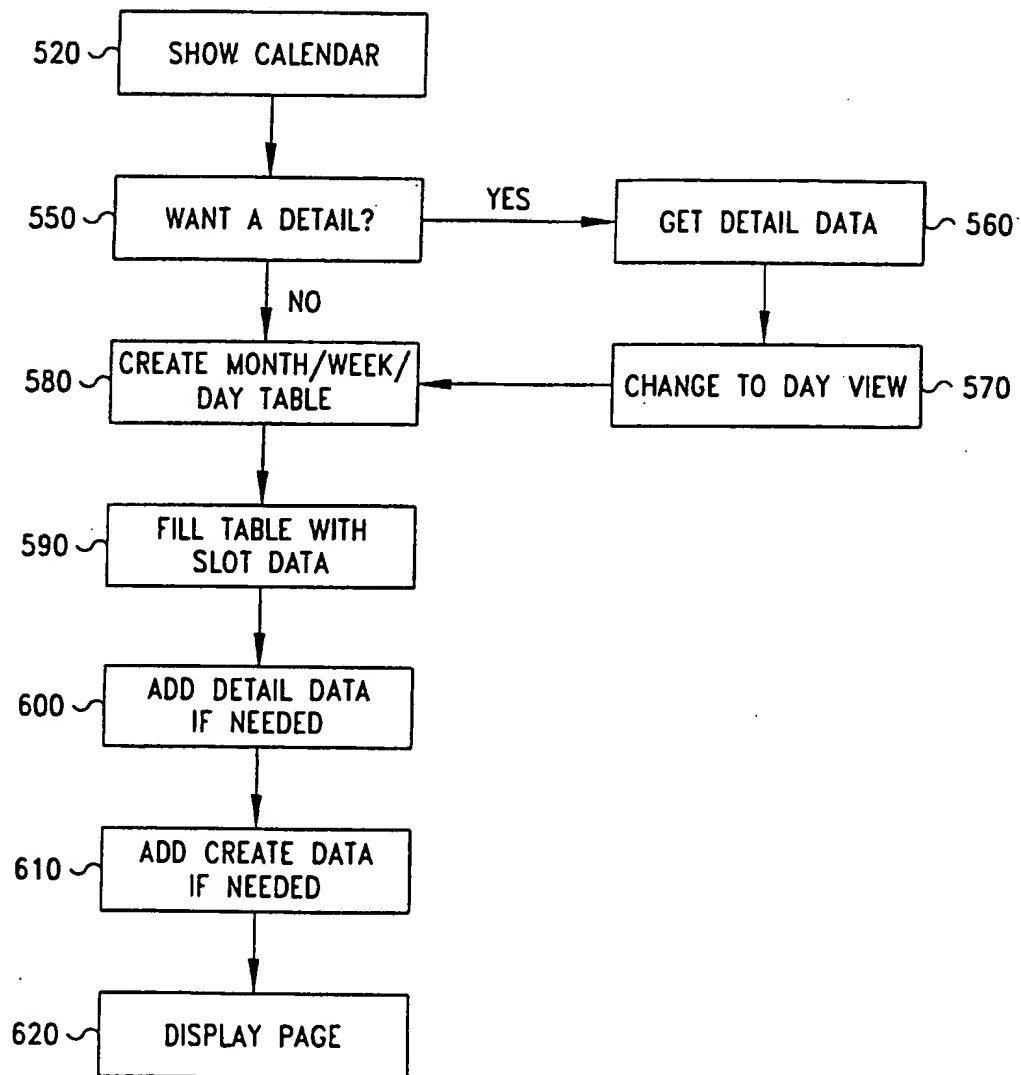 520 SHOW CALENDAR
550 WANT A DETAIL?
YES
GET DETAIL DATA 560
NO
580 CREATE MONTH/WEEK/
DAY TABLE
CHANGE TO DAY VIEW 570
590 FILL TABLE WITH
SLOT DATA
600 ADD DETAIL DATA
IF NEEDED
610 ADD CREATE DATA
IF NEEDED
620 DISPLAY PAGE